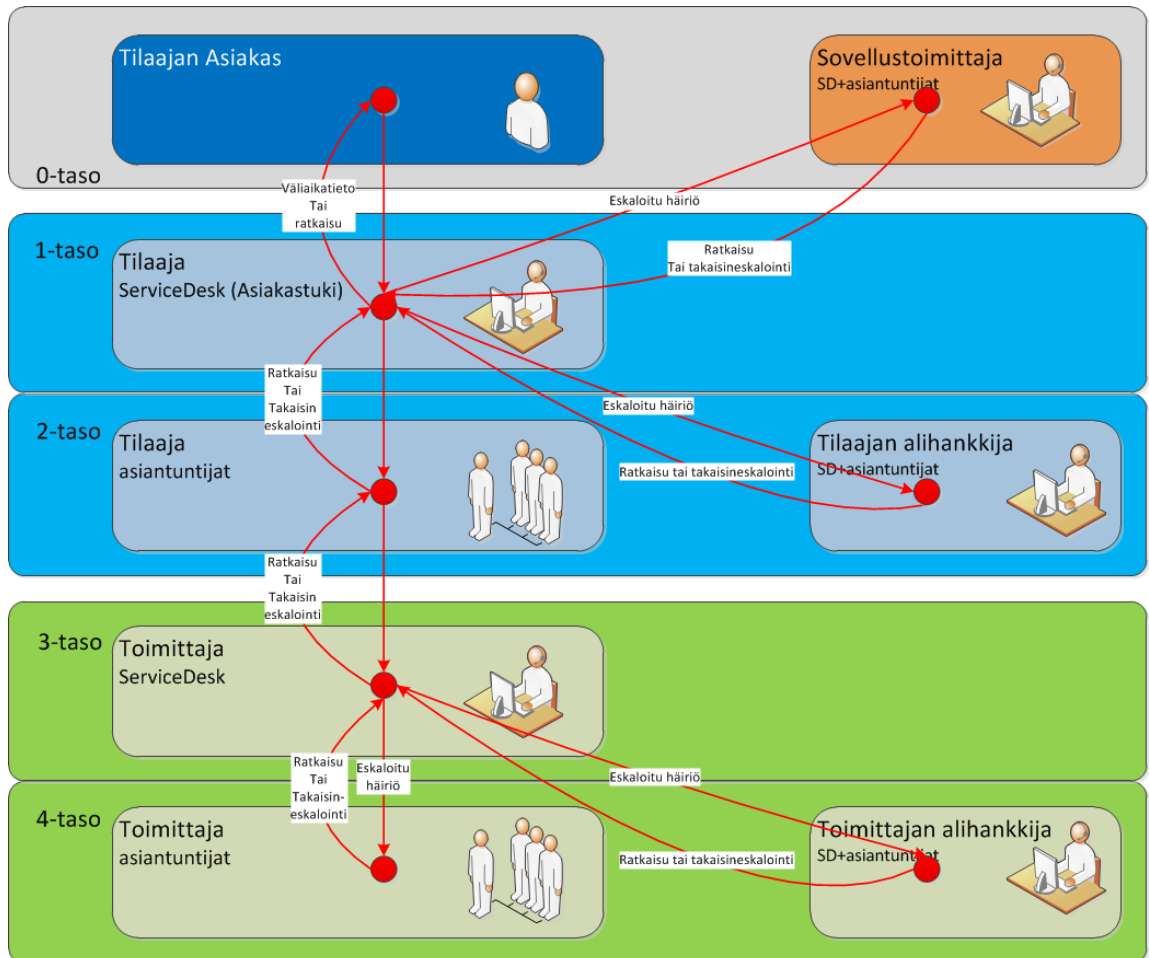 Tilaajan Asiakas
Sovellustoimittaja
SD+asiantuntijat
0-taso
Väliaikatieto
Tai
ratkaisu
Eskaloitu häiriö
1-taso
Tilaaja
ServiceDesk (Asiakastuki)
Ratkaisu
Tai takaisineskalointi
Ratkaisu
Tai
Takaisin
eskalointi
Eskaloitu häiriö
2-taso
Tilaaja
asiantuntijat
Tilaajan alihankkija
SD+asiantuntijat
Ratkaisu tai takaisineskalointi
Ratkaisu
Tai
Takaisin
eskalointi
3-taso
Toimittaja
ServiceDesk
Ratkaisu
Tai
Takaisin-
eskalointi
Eskaloitu
häiriö
Eskaloitu häiriö
4-taso
Toimittaja
asiantuntijat
Toimittajan alihankkija
SD+asiantuntijat
Ratkaisu tai takaisineskalointi